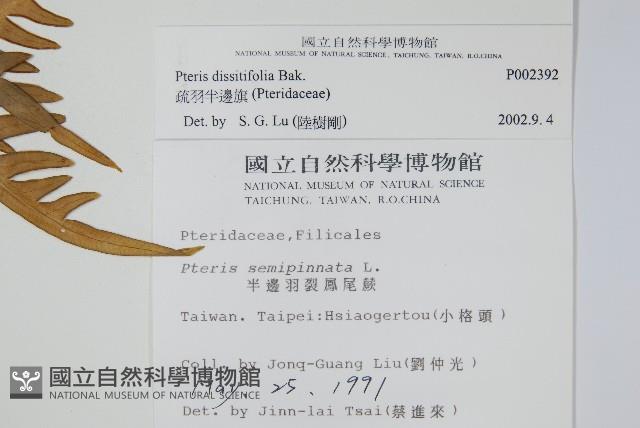 國立自然科學博物館
NATIONAL MUSEUM OF NATURAL SCIENCE, TAICHUNG, TAIWAN, R.O.CHINA
Pteris dissitifolia Bak. P002392
疏羽半邊旗 (Pteridaceae)
Det. by S. G. Lu (陸樹剛) 2002.9. 4
國立自然科學博物館
NATIONAL MUSEUM OF NATURAL SCIENCE
TAICHUNG, TAIWAN, R.O.CHINA
Pteridaceae,Filicales
Pteris semipinnata L.
半邊羽裂鳳尾蕨
Taiwan. Taipei:Hsiaogertou(小格頭)
Coll. by Jonq-Guang Liu(劉仲光)
25, 1991
Det. by Jinn-lai Tsai(蔡進來)
國立自然科學博物館
NATIONAL MUSEUM OF NATURAL SCIENCE